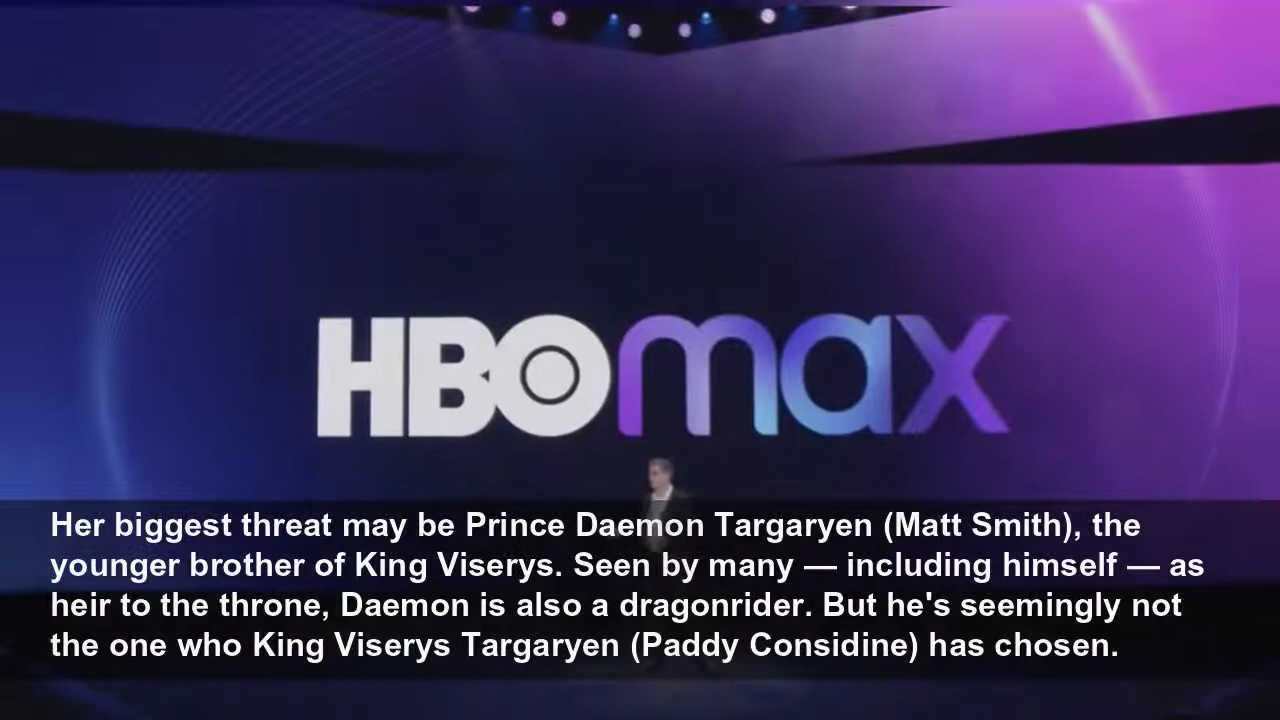 HBOmax
Her biggest threat may be Prince Daemon Targaryen (Matt Smith), the
younger brother of King Viserys. Seen by many — including himself — as
heir to the throne, Daemon is also a dragonrider. But he's seemingly not
the one who King Viserys Targaryen (Paddy Considine) has chosen.